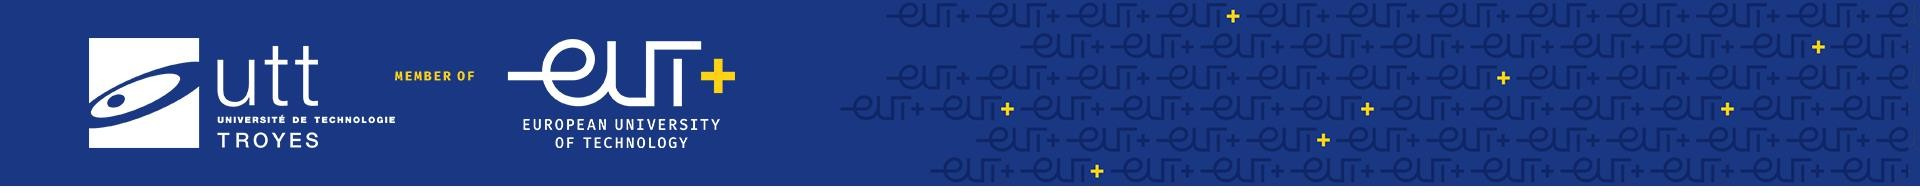 utt
UNIVERSITÉ DE TECHNOLOGIE
TROYES
MEMBER OF
eut+
EUROPEAN UNIVERSITY
OF TECHNOLOGY